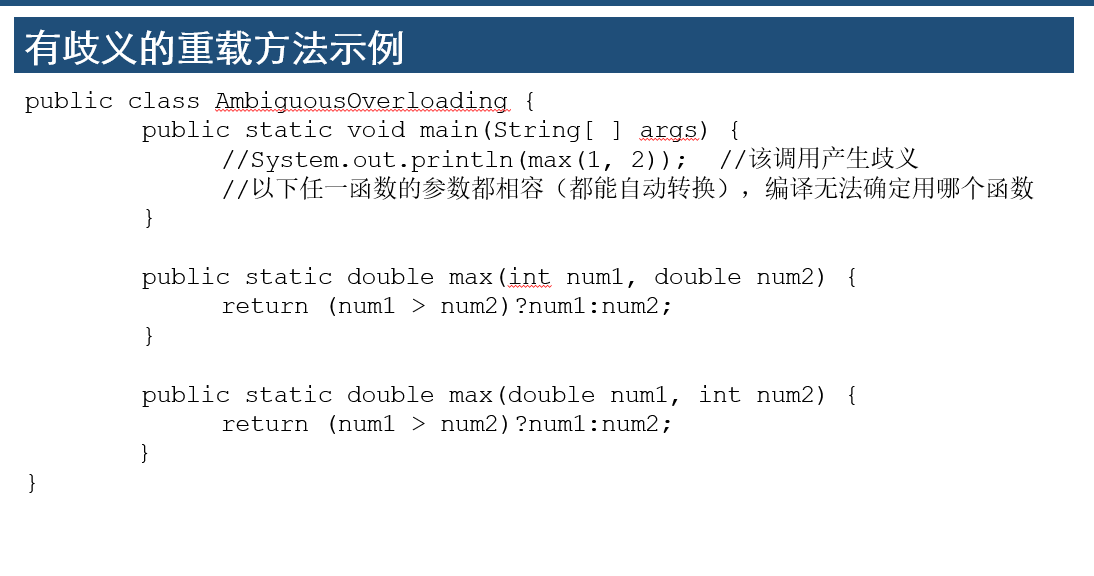 有歧义的重载方法示例
public class AmbiguousOverloading {
public static void main(String[ ] args) {
//System.out.println(max(1, 2)); //该调用产生歧义
//以下任一函数的参数都相容（都能自动转换），编译无法确定用哪个函数
}
public static double max(int num1, double num2) {
return (num1 > num2)?num1:num2;
}
public static double max(double num1, int num2) {
return (num1 > num2)?num1:num2;
}
}